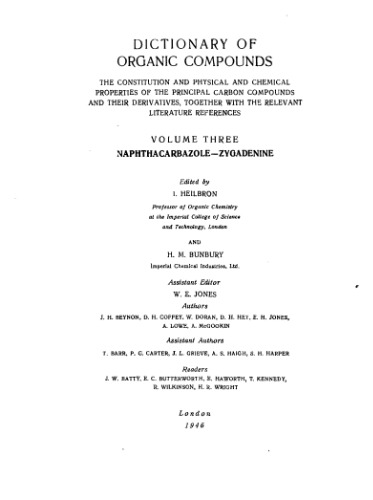 DICTIONARY OF
ORGANIC COMPOUNDS
THE CONSTITUTION AND PHYSICAL AND CHEMICAL
PROPERTIES OF THE PRINCIPAL CARBON COMPOUNDS
AND THEIR DERIVATIVES, TOGETHER WITH THE RELEVANT
LITERATURE REFERENCES
VOLUME THREE
NAPHTHACARBAZOLE—ZYGADENINE
Edited by
I. HEILBRON
Professor of Organic Chemistry
at the Imperial College of Science
and Technology, London
AND
H. M. BUNBURY
Imperial Chemical Industries, Ltd.
Assistant Editor
W. E. JONES
Authors
J. H. BEYNON, D. H. COFFEY, W. DORAN, D. H. HEY, E. H. JONES,
A. LOWE, A. McGOOKIN
Assistant Authors
T. BARR, P. G. CARTER, J. L. GRIEVE, A. S. HAIGH, S. H. HARPER
Readers
J. W. BATTY, E. C. BUTTERWORTH, E. HAWORTH, T. KENNEDY,
R. WILKINSON, H. R. WRIGHT
London
1946